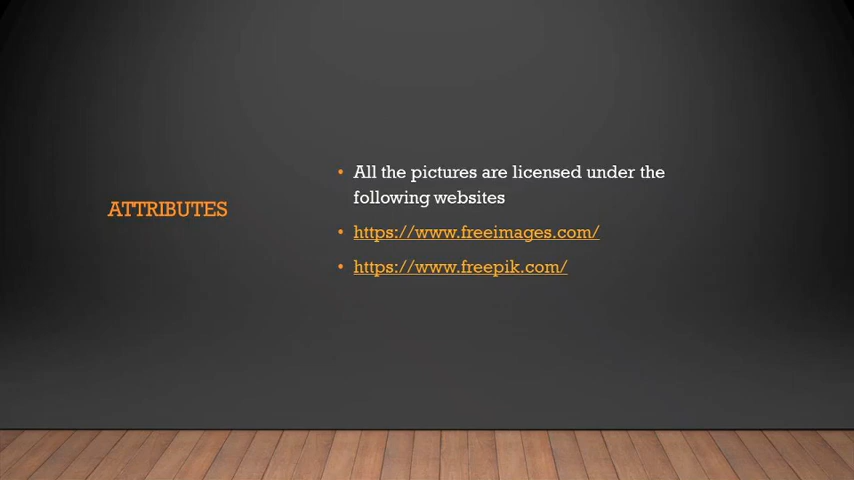 ATTRIBUTES
• All the pictures are licensed under the
following websites
• https://www.freeimages.com/
• https://www.freepik.com/